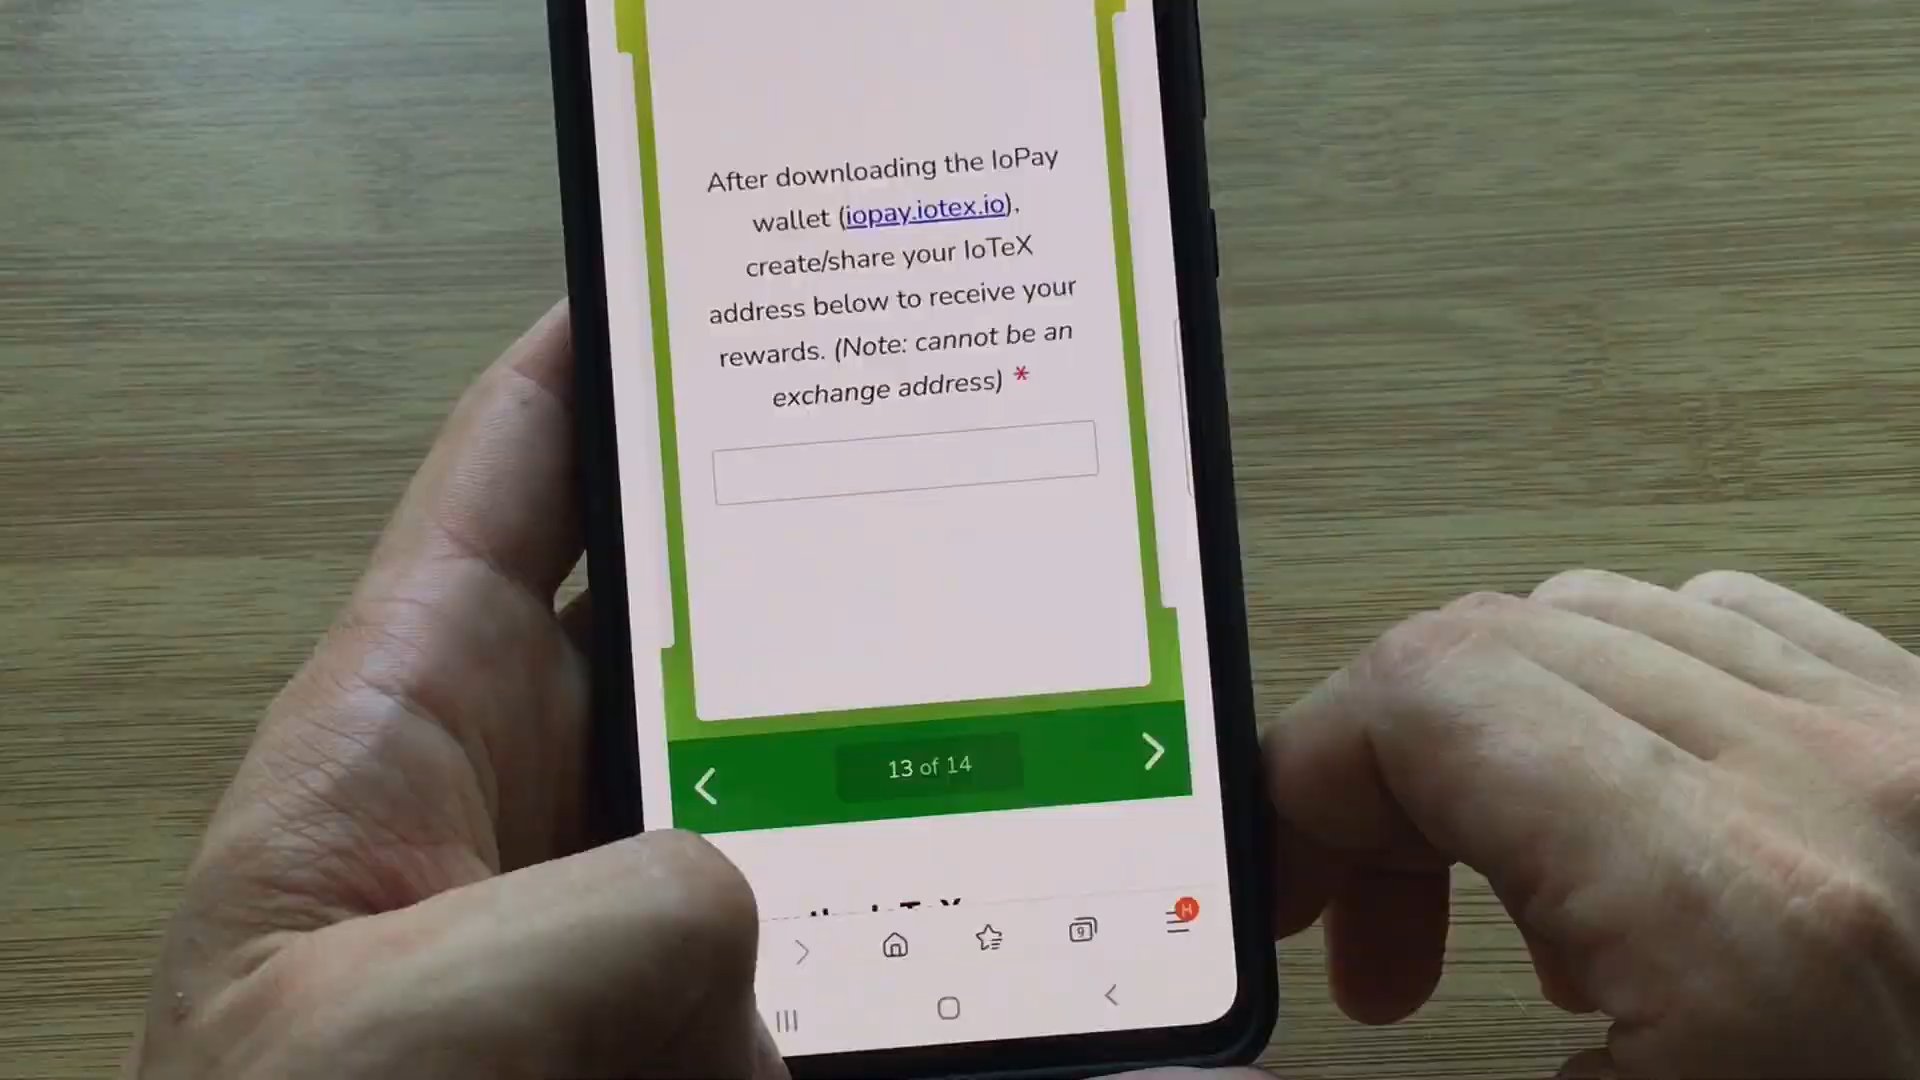 After downloading the IoPay
wallet (iopay.iotex.io),
create/share your IoTeX
address below to receive your
rewards. (Note: cannot be an
exchange address) *
13 of 14
9